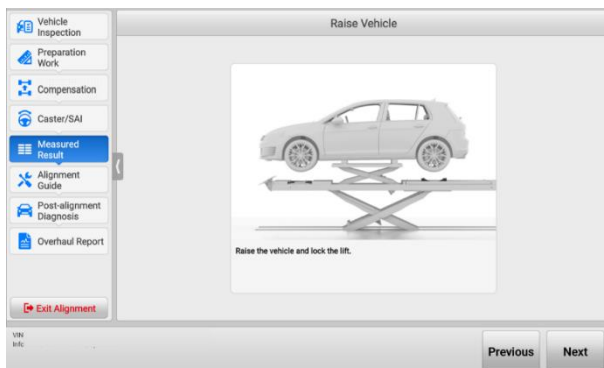 Raise Vehicle
Vehicle
Inspection
Preparation
Work
Compensation
Caster/SAI
Measured
Result
Alignment
Guide
Post-alignment
Diagnosis
Overhaul Report
Exit Alignment
Raise the vehicle and lock the lift.
VIN
Info:
Previous
Next